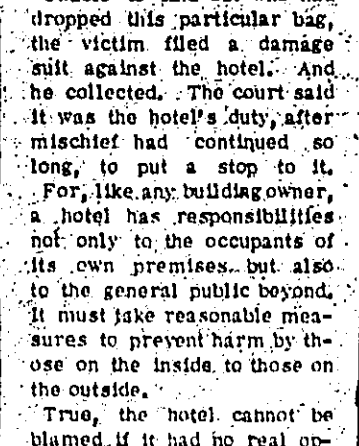 dropped this particular bag,
the victim filed a damage
suit against the hotel. And
he collected. The court said
it was the hotel's duty, after
mischief had continued so
long, to put a stop to it.
For, like any building owner,
a hotel has responsibilities
not only to the occupants of
its own premises but also
to the general public beyond.
It must take reasonable mea-
sures to prevent harm by th-
ose on the inside to those on
the outside.
True, the hotel cannot be
blamed if it had no real op-